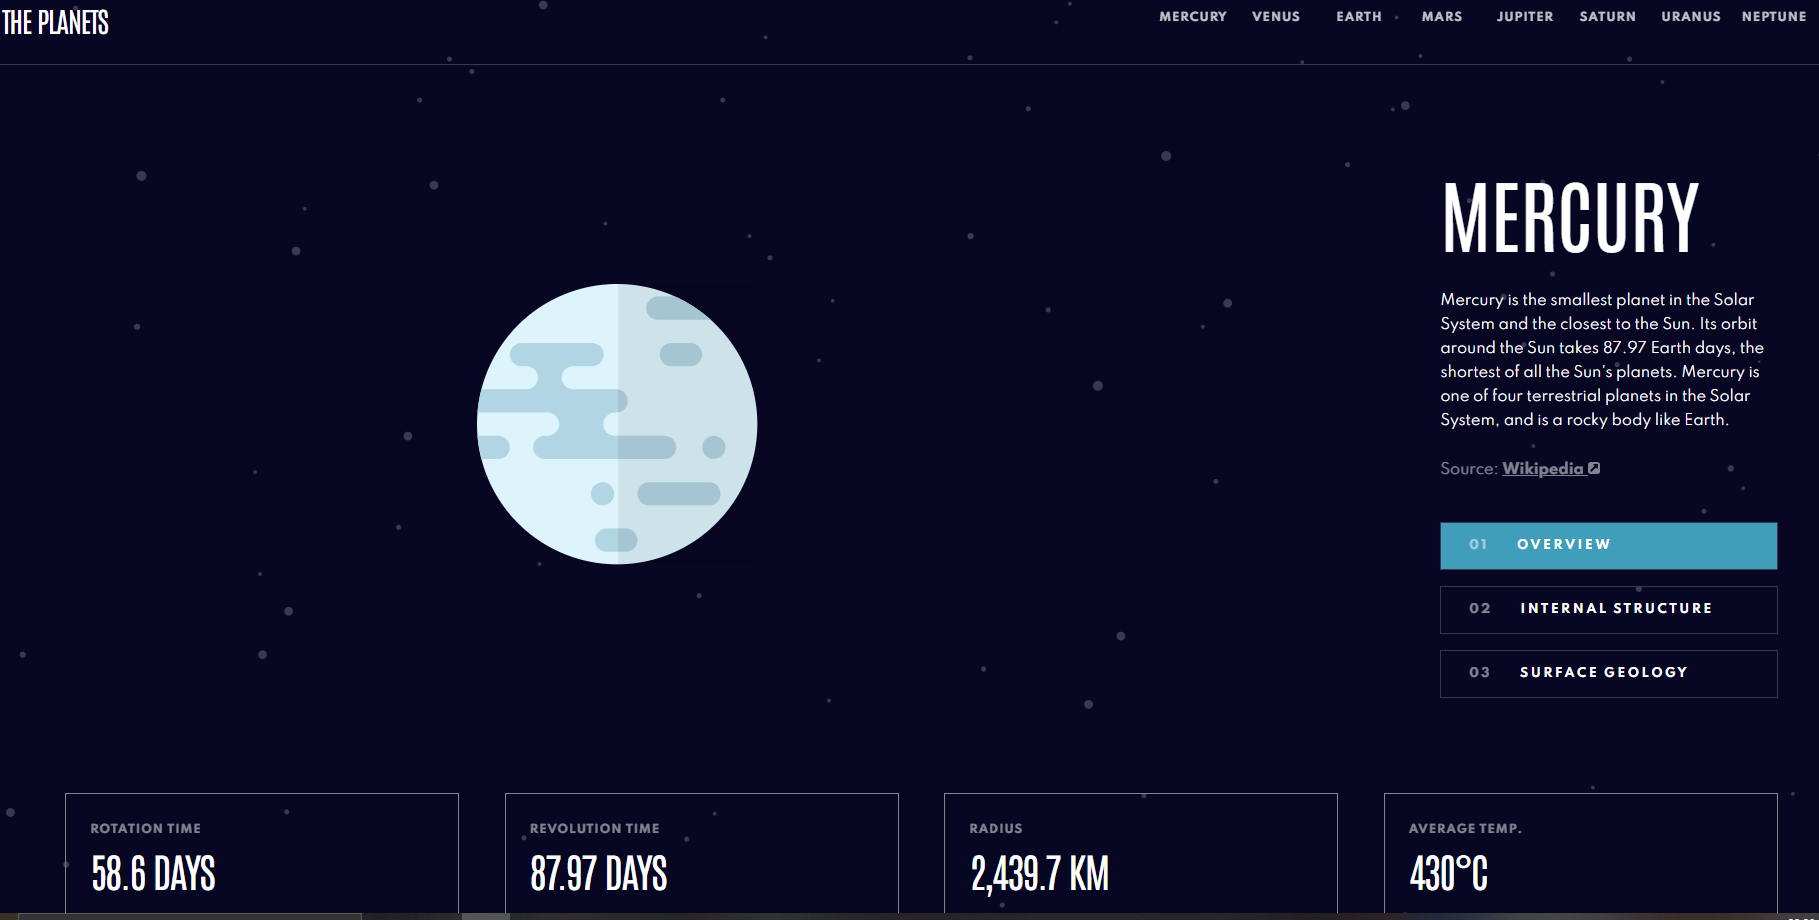 THE PLANETS
MERCURY VENUS EARTH MARS JUPITER SATURN URANUS NEPTUNE
MERCURY
Mercury is the smallest planet in the Solar
System and the closest to the Sun. Its orbit
around the Sun takes 87.97 Earth days, the
shortest of all the Sun's planets. Mercury is
one of four terrestrial planets in the Solar
System, and is a rocky body like Earth.
Source: Wikipedia
01 OVERVIEW
02 INTERNAL STRUCTURE
03 SURFACE GEOLOGY
ROTATION TIME
58.6 DAYS
REVOLUTION TIME
87.97 DAYS
RADIUS
2,439.7 KM
AVERAGE TEMP.
430°C